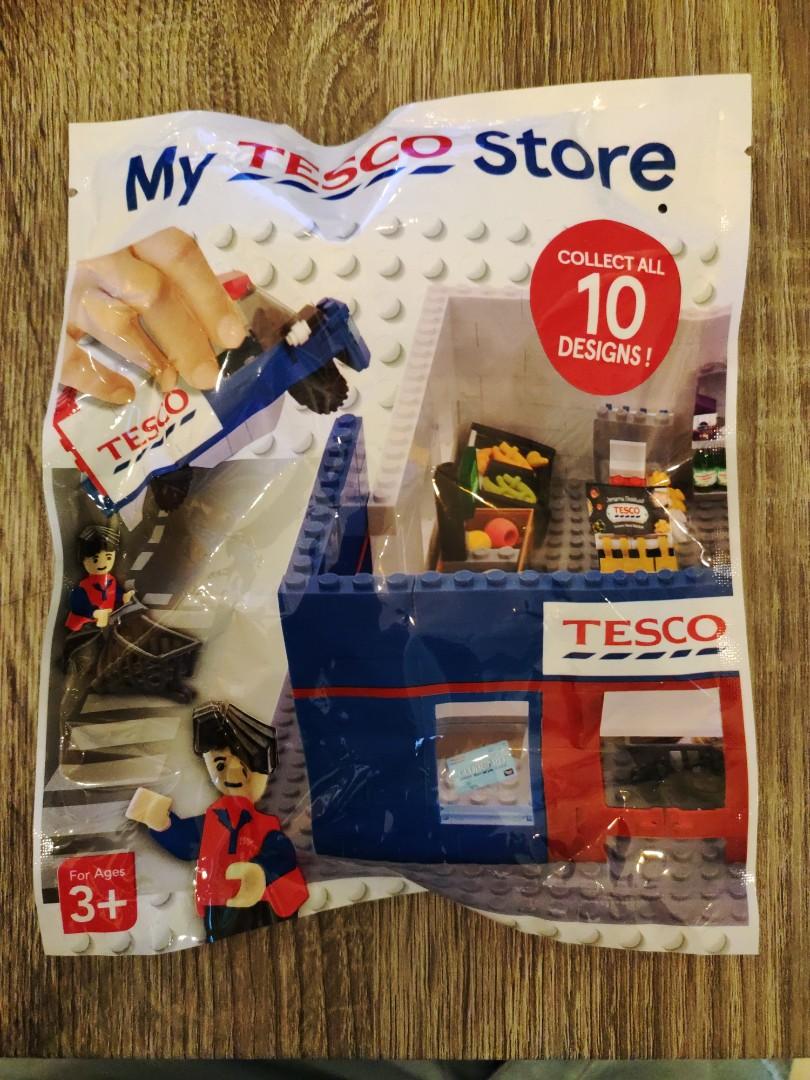 My TESCO Store
COLLECT ALL
10
DESIGNS!
TESCO
TESCO
TESCO
For Ages
3+